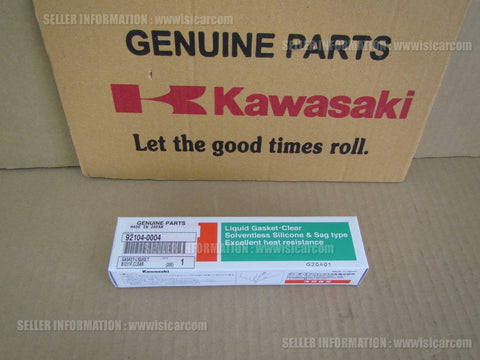 SELLER INFORMATION : wwwisicarcom
SELLER INFORMATION : wwwisicarcom
GENUINE PARTS
Kawasaki
Let the good times roll.
GENUINE PARTS
MADE IN JAPAN
92104-0004
GASKET-LIQUID,T
1
Kawasaki
Liquid Gasket-Clear
Solventless Silicone & Sag type
Excellent heat resistance
SELLER INFORMATION : wwwisicarcom
SELLER INFORMATION : wwwisicarcom